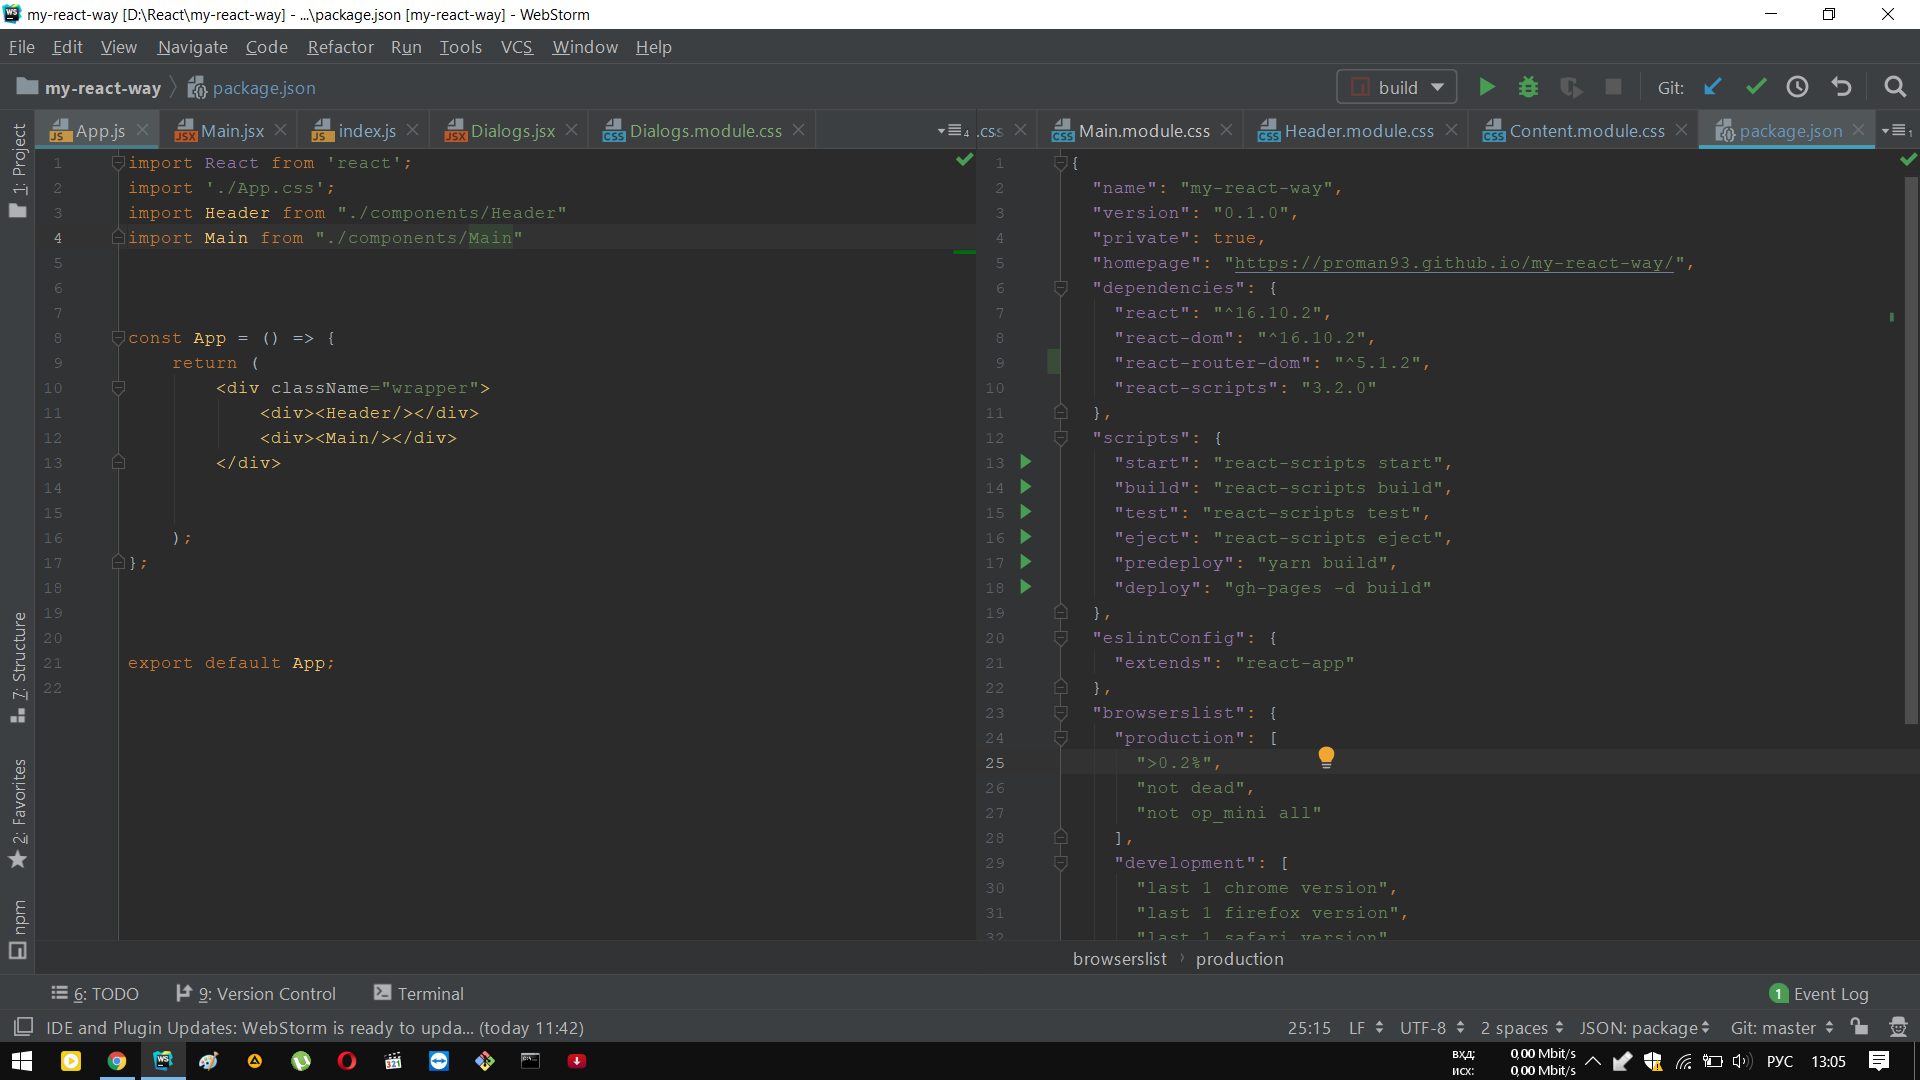 my-react-way [D:\React\my-react-way] - ...\package.json [my-react-way] - WebStorm
File Edit View Navigate Code Refactor Run Tools VCS Window Help
my-react-way package.json build Git:
App.js Main.jsx index.js Dialogs.jsx Dialogs.module.css 4 .css Main.module.css Header.module.css Content.module.css package.json 1
1: Project
7: Structure
2: Favorites
npm
1 import React from 'react';
2 import './App.css';
3 import Header from "./components/Header"
4 import Main from "./components/Main"
5
6
7
8 const App = () => {
9 return (
10 <div className="wrapper">
11 <div><Header/></div>
12 <div><Main/></div>
13 </div>
14
15
16 );
17 };
18
19
20
21 export default App;
22
1 {
2 "name": "my-react-way",
3 "version": "0.1.0",
4 "private": true,
5 "homepage": "https://proman93.github.io/my-react-way/",
6 "dependencies": {
7 "react": "^16.10.2",
8 "react-dom": "^16.10.2",
9 "react-router-dom": "^5.1.2",
10 "react-scripts": "3.2.0"
11 },
12 "scripts": {
13 "start": "react-scripts start",
14 "build": "react-scripts build",
15 "test": "react-scripts test",
16 "eject": "react-scripts eject",
17 "predeploy": "yarn build",
18 "deploy": "gh-pages -d build"
19 },
20 "eslintConfig": {
21 "extends": "react-app"
22 },
23 "browserslist": {
24 "production": [
25 ">0.2%",
26 "not dead",
27 "not op_mini all"
28 ],
29 "development": [
30 "last 1 chrome version",
31 "last 1 firefox version",
32 "last 1 safari version"
browserslist › production
6: TODO 9: Version Control Terminal 1 Event Log
IDE and Plugin Updates: WebStorm is ready to upda... (today 11:42) 25:15 LF UTF-8 2 spaces JSON: package Git: master
вхд: 0,00 Mbit/s
исх: 0,00 Mbit/s
РУС 13:05